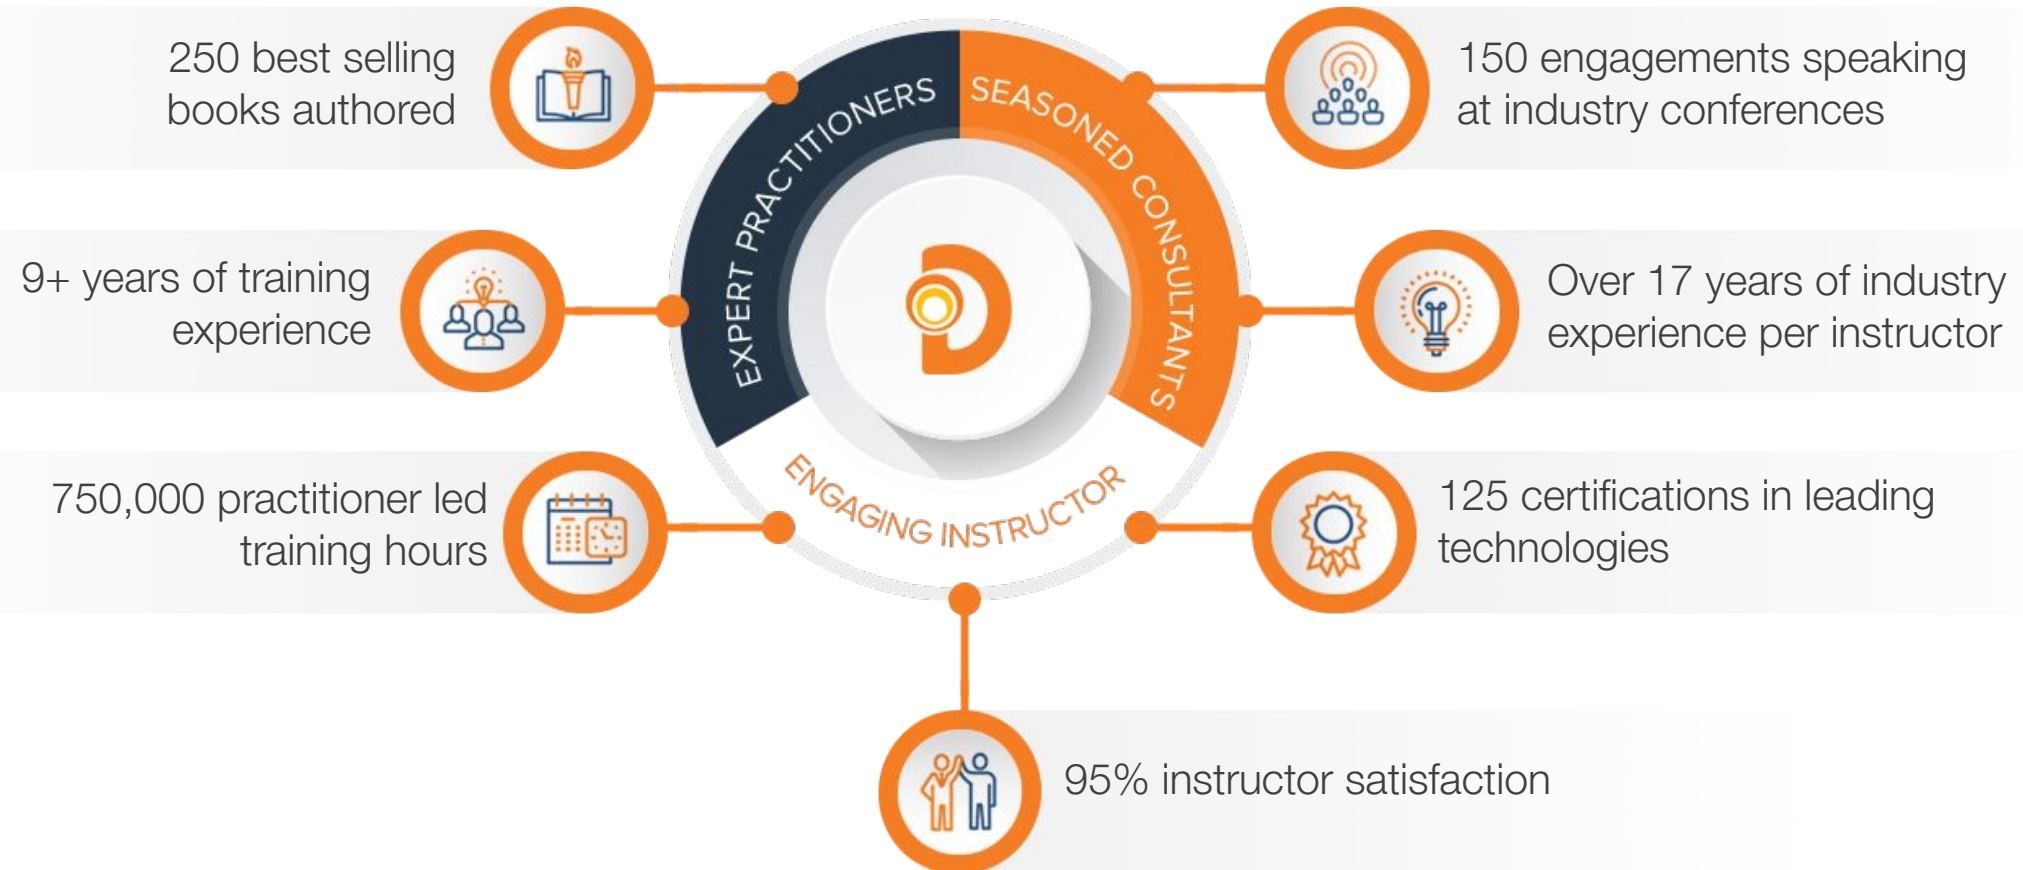 250 best selling
books authored
9+ years of training
experience
750,000 practitioner led
training hours
EXPERT PRACTITIONERS
SEASONED CONSULTANTS
ENGAGING INSTRUCTOR
150 engagements speaking
at industry conferences
Over 17 years of industry
experience per instructor
125 certifications in leading
technologies
95% instructor satisfaction